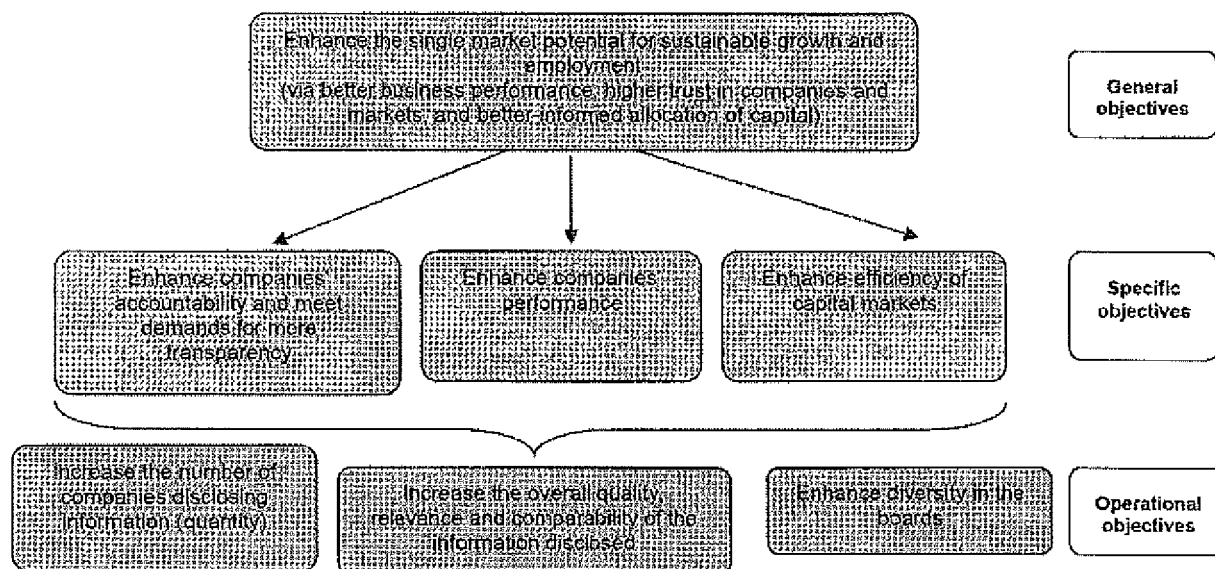 Enhance the single market potential for sustainable growth and
employment
(via better business performance, higher trust in companies and
markets, and better-informed allocation of capital)
General
objectives
Enhance companies'
accountability and meet
demands for more
transparency
Enhance companies'
performance
Enhance efficiency of
capital markets
Specific
objectives
Increase the number of
companies disclosing
information (quantity)
Increase the overall quality,
relevance and comparability of the
information disclosed
Enhance diversity in the
boards
Operational
objectives